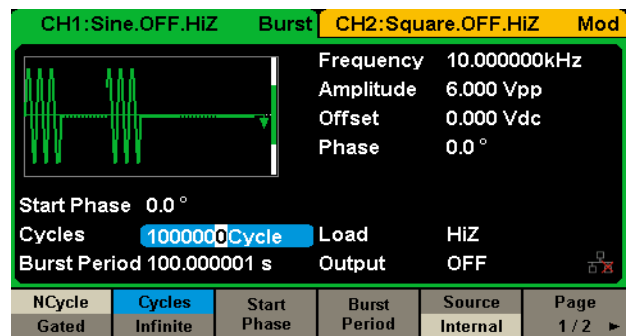 CH1:Sine.OFF.HiZ Burst CH2:Square.OFF.HiZ Mod
Frequency 10.000000kHz
Amplitude 6.000 Vpp
Offset 0.000 Vdc
Phase 0.0 °
Start Phase 0.0 °
Cycles 1000000Cycle Load HiZ
Burst Period 100.000001 s Output OFF
NCycle Cycles Start Burst Source Page
Gated Infinite Phase Period Internal 1/2 ►